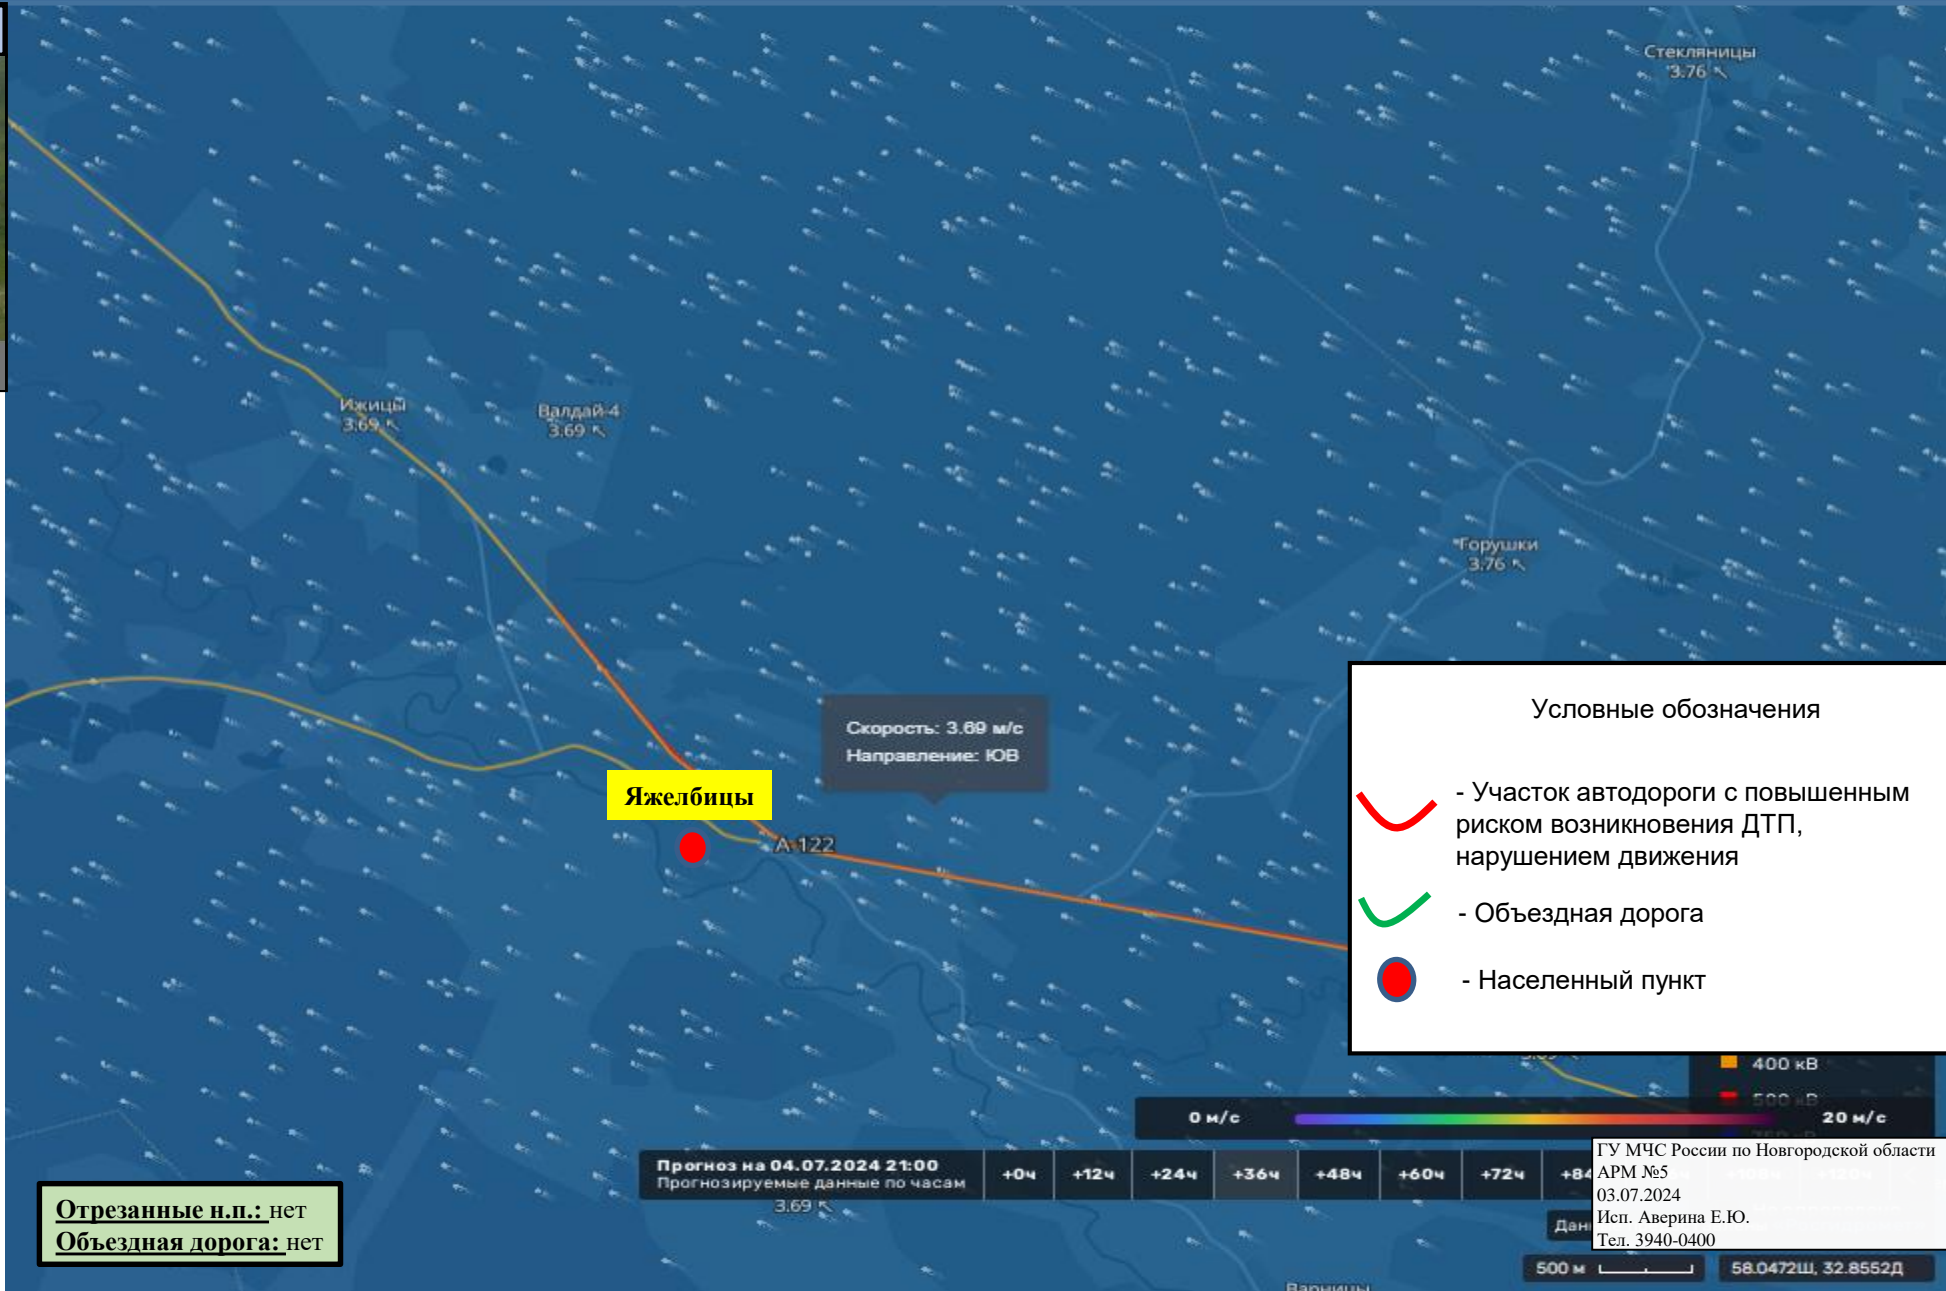 Стекляницы
3.76
Ижицы
3.69
Валдай-4
3.69
Горушки
3.76
Скорость: 3.69 м/с
Направление: ЮВ
Яжелбицы
А-122
Условные обозначения
- Участок автодороги с повышенным
риском возникновения ДТП,
нарушением движения
- Объездная дорога
- Населенный пункт
400 кВ
500 кВ
0 м/с
20 м/с
Прогноз на 04.07.2024 21:00
Прогнозируемые данные по часам
+0ч +12ч +24ч +36ч +48ч +60ч +72ч +84
3.69
ГУ МЧС России по Новгородской области
АРМ №5
03.07.2024
Исп. Аверина Е.Ю.
Тел. 3940-0400
Отрезанные н.п.: нет
Объездная дорога: нет
500 м
58.0472Ш, 32.8552Д